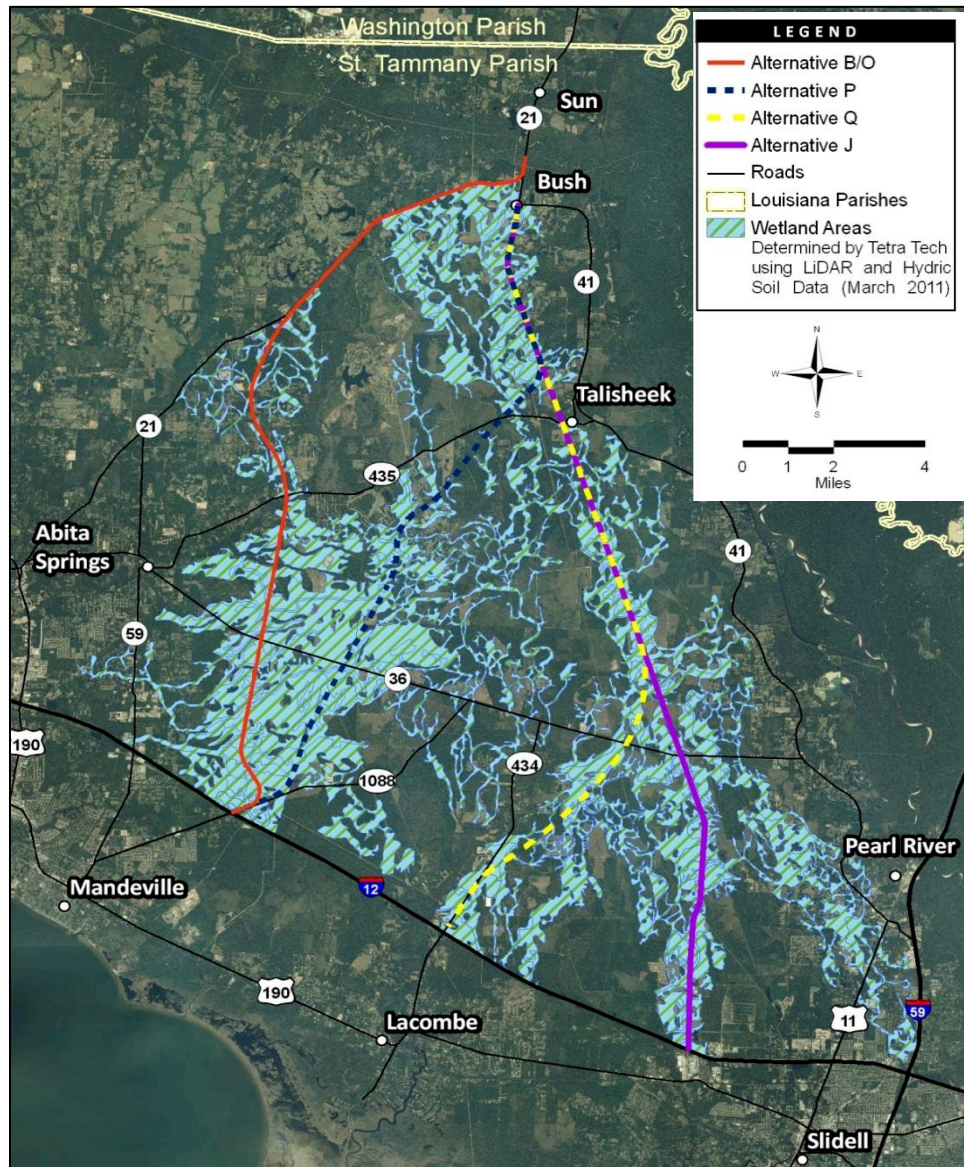 Washington Parish
St. Tammany Parish
LEGEND
Alternative B/O
Alternative P
Alternative Q
Alternative J
Roads
Louisiana Parishes
Wetland Areas
Determined by Tetra Tech
using LiDAR and Hydric
Soil Data (March 2011)
N
W
E
S
0
1
2
4
Miles
Sun
21
Bush
41
Talisheek
21
435
Abita
Springs
41
59
36
190
434
1088
Pearl River
Mandeville
12
190
11
59
Lacombe
Slidell